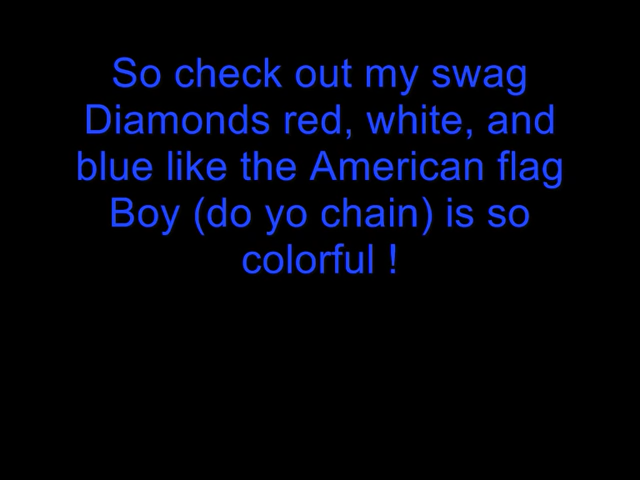 So check out my swag
Diamonds red, white, and
blue like the American flag
Boy (do yo chain) is so
colorful !